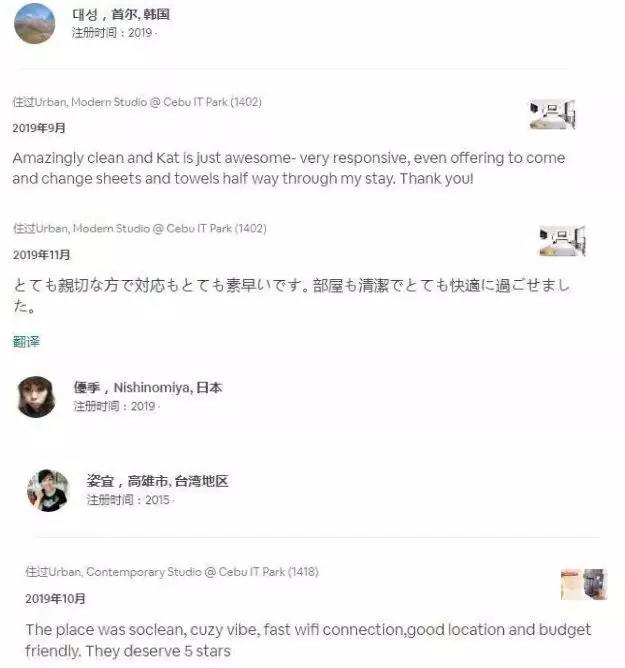 대성，首尔, 韩国
注册时间：2019 ·
住过Urban, Modern Studio @ Cebu IT Park (1402)
2019年9月
Amazingly clean and Kat is just awesome- very responsive, even offering to come
and change sheets and towels half way through my stay. Thank you!
住过Urban, Modern Studio @ Cebu IT Park (1402)
2019年11月
とても親切な方で対応もとても素早いです。部屋も清潔でとても快適に過ごせまし
た。
翻译
優季，Nishinomiya, 日本
注册时间：2019 ·
姿宜，高雄市, 台湾地区
注册时间：2015 ·
住过Urban, Contemporary Studio @ Cebu IT Park (1418)
2019年10月
The place was soclean, cuzy vibe, fast wifi connection,good location and budget
friendly. They deserve 5 stars